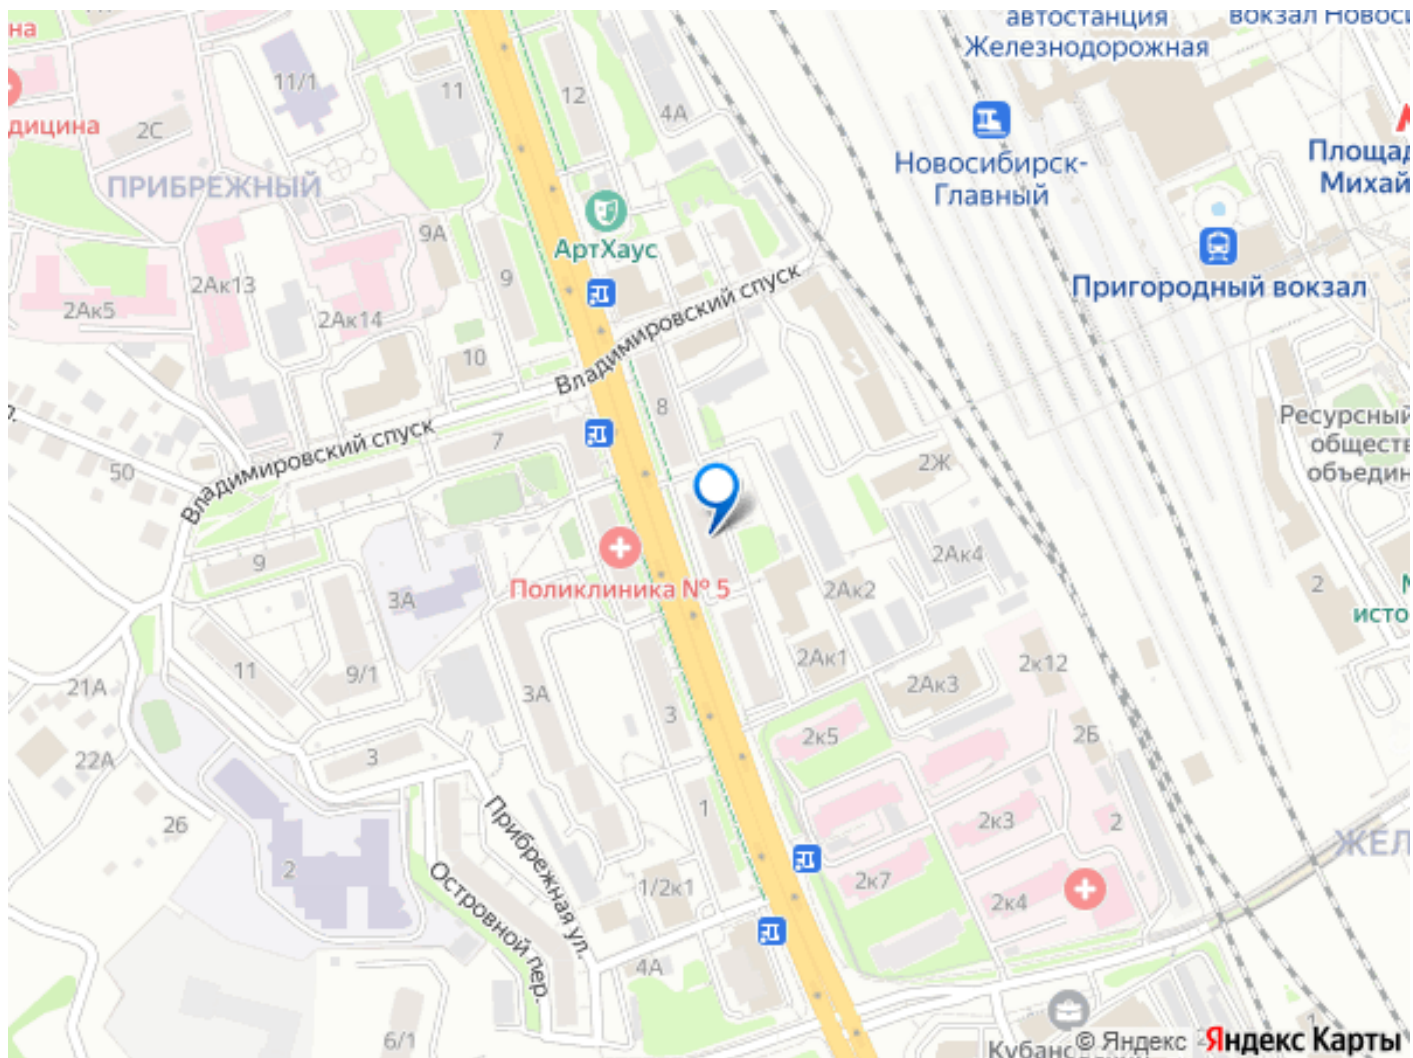 автостанция
Железнодорожная
вокзал Новоси
на
11/1
11
12
4А
2С
дицина
ПРИБРЕЖНЫЙ
Новосибирск-
Главный
Площад
Михай
9А
АртХаус
9
2Ак13
2Ак5
2Ак14
Пригородный вокзал
Владимировский спуск
10
8
7
Владимировский спуск
50
Ресурсный
обществ
объедин
2Ж
9
3А
Поликлиника № 5
2Ак4
2Ак2
2
исто
11
9/1
21А
3А
2Ак1
2Ак3
2к12
3
2к5
2Б
22А
3
1
Прибрежная ул.
26
2
2к3
2
ЖЕЛ
2к7
1/2к1
2к4
Островной пер.
4А
6/1
© Яндекс
Яндекс Карты